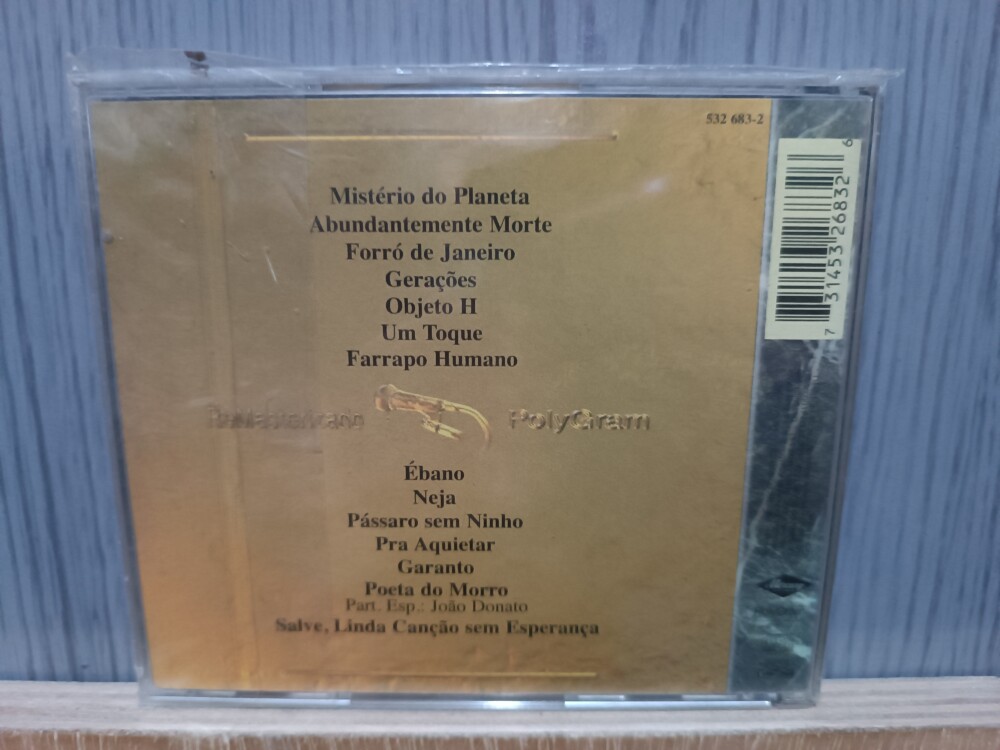 532 683-2
Mistério do Planeta
Abundantemente Morte
Forró de Janeiro
Gerações
Objeto H
Um Toque
Farrapo Humano
Remasterizado PolyGram
Ébano
Neja
Pássaro sem Ninho
Pra Aquietar
Garanto
Poeta do Morro
Part. Esp.: João Donato
Salve, Linda Canção sem Esperança
7 31453 26832 6